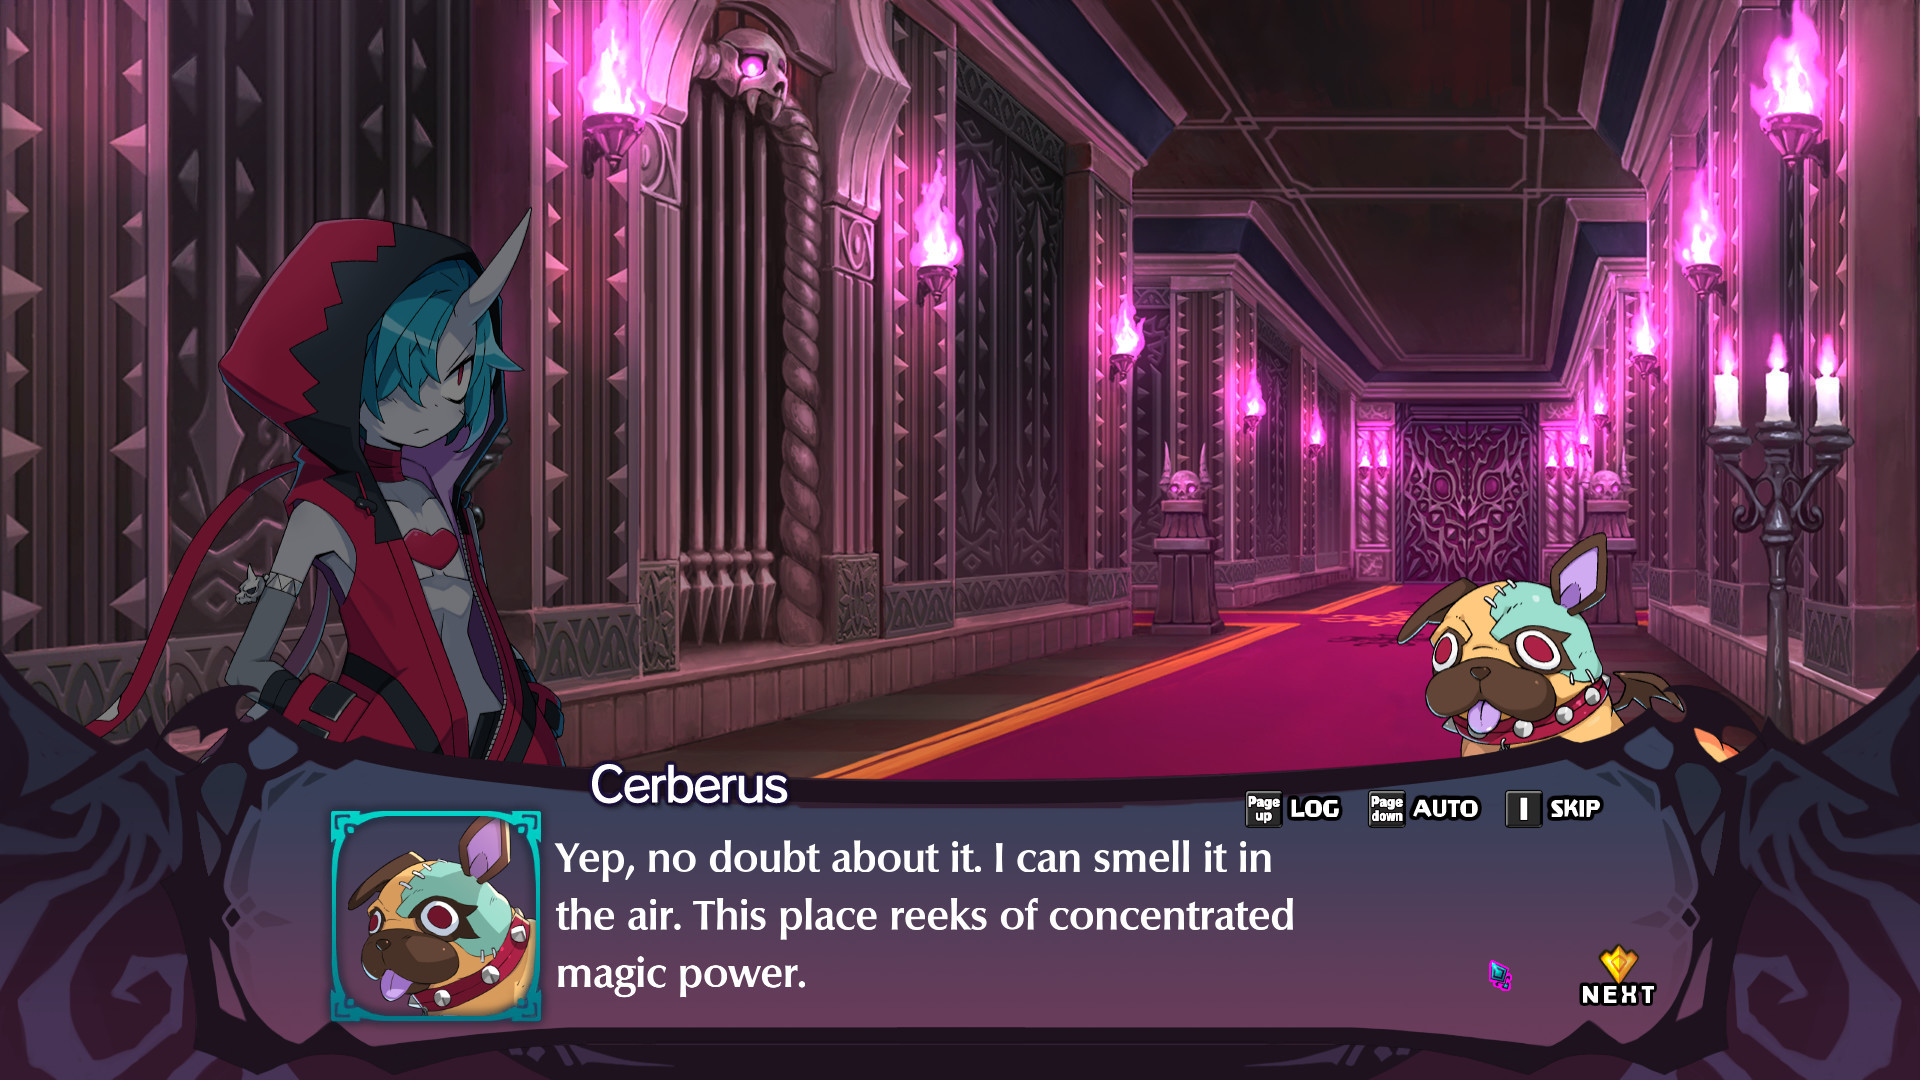 Cerberus
Page up LOG Page down AUTO I SKIP
Yep, no doubt about it. I can smell it in
the air. This place reeks of concentrated
magic power.
NEXT